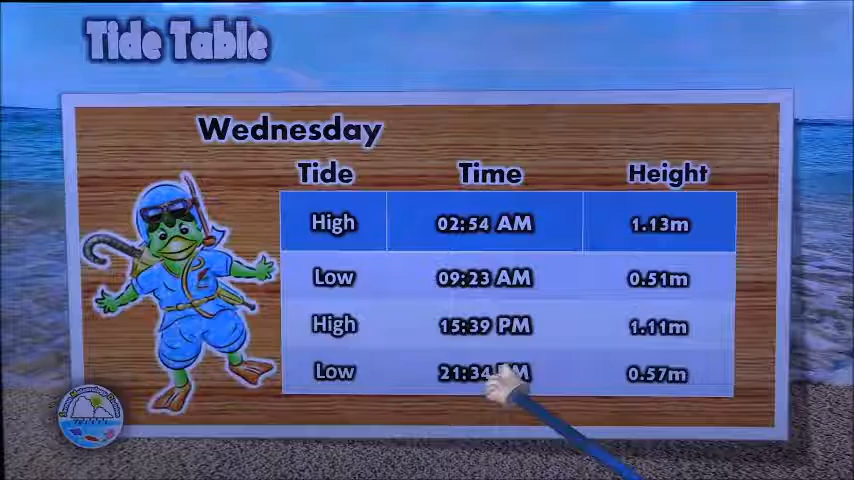 Tide Table
Wednesday
Tide Time Height
High 02:54 AM 1.13m
Low 09:23 AM 0.51m
High 15:39 PM 1.11m
Low 21:34 PM 0.57m